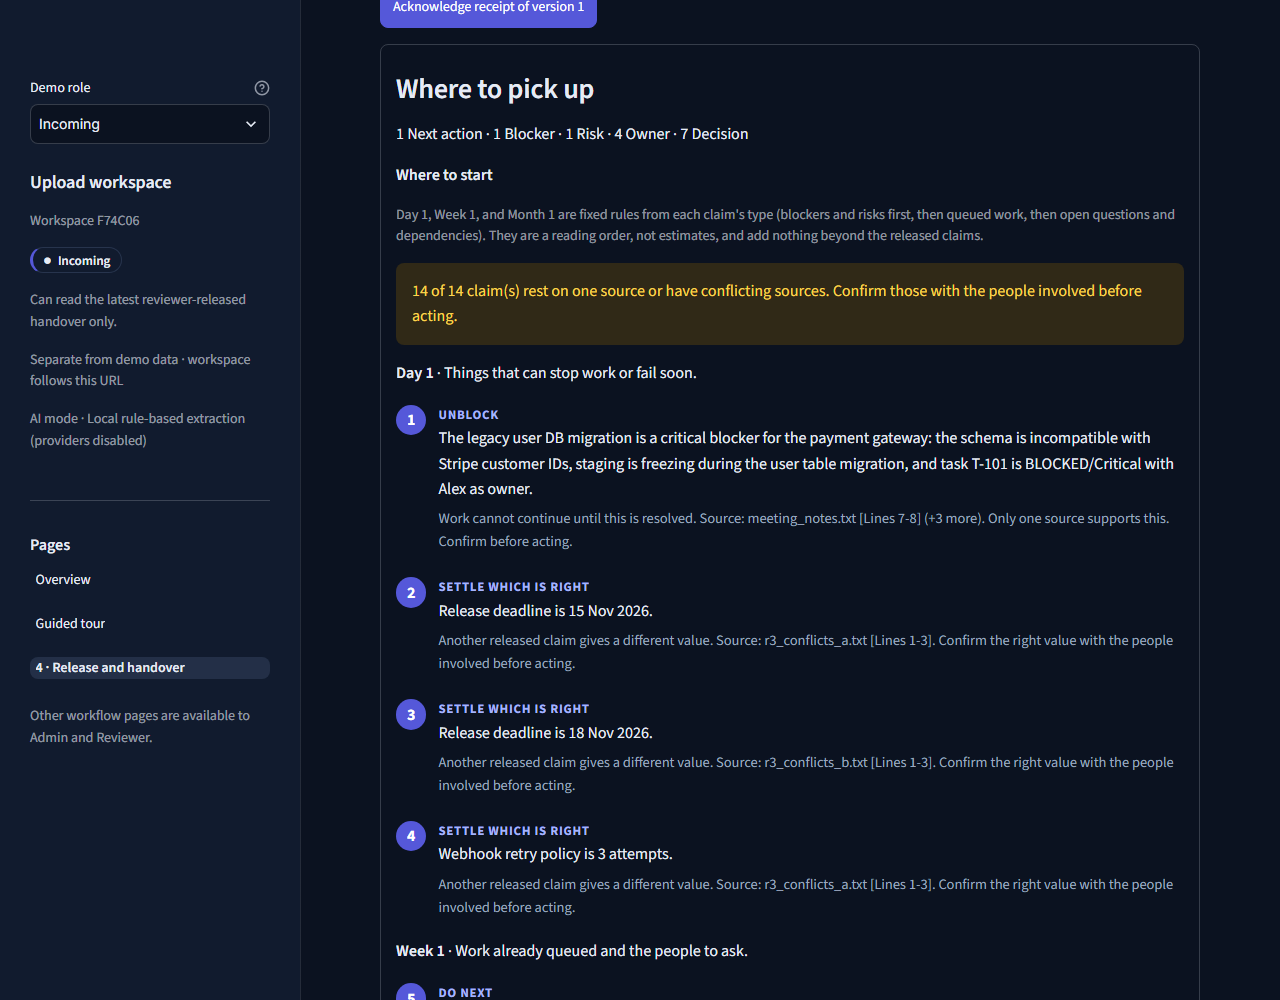 Acknowledge receipt of version 1
Demo role
Incoming
Upload workspace
Workspace F74C06
Incoming
Can read the latest reviewer-released
handover only.
Separate from demo data · workspace
follows this URL
AI mode · Local rule-based extraction
(providers disabled)
Pages
Overview
Guided tour
4 · Release and handover
Other workflow pages are available to
Admin and Reviewer.
Where to pick up
1 Next action · 1 Blocker · 1 Risk · 4 Owner · 7 Decision
Where to start
Day 1, Week 1, and Month 1 are fixed rules from each claim's type (blockers and risks first, then queued work, then open questions and
dependencies). They are a reading order, not estimates, and add nothing beyond the released claims.
14 of 14 claim(s) rest on one source or have conflicting sources. Confirm those with the people involved before
acting.
Day 1 · Things that can stop work or fail soon.
1
UNBLOCK
The legacy user DB migration is a critical blocker for the payment gateway: the schema is incompatible with
Stripe customer IDs, staging is freezing during the user table migration, and task T-101 is BLOCKED/Critical with
Alex as owner.
Work cannot continue until this is resolved. Source: meeting_notes.txt [Lines 7-8] (+3 more). Only one source supports this.
Confirm before acting.
2
SETTLE WHICH IS RIGHT
Release deadline is 15 Nov 2026.
Another released claim gives a different value. Source: r3_conflicts_a.txt [Lines 1-3]. Confirm the right value with the people
involved before acting.
3
SETTLE WHICH IS RIGHT
Release deadline is 18 Nov 2026.
Another released claim gives a different value. Source: r3_conflicts_b.txt [Lines 1-3]. Confirm the right value with the people
involved before acting.
4
SETTLE WHICH IS RIGHT
Webhook retry policy is 3 attempts.
Another released claim gives a different value. Source: r3_conflicts_a.txt [Lines 1-3]. Confirm the right value with the people
involved before acting.
Week 1 · Work already queued and the people to ask.
5
DO NEXT